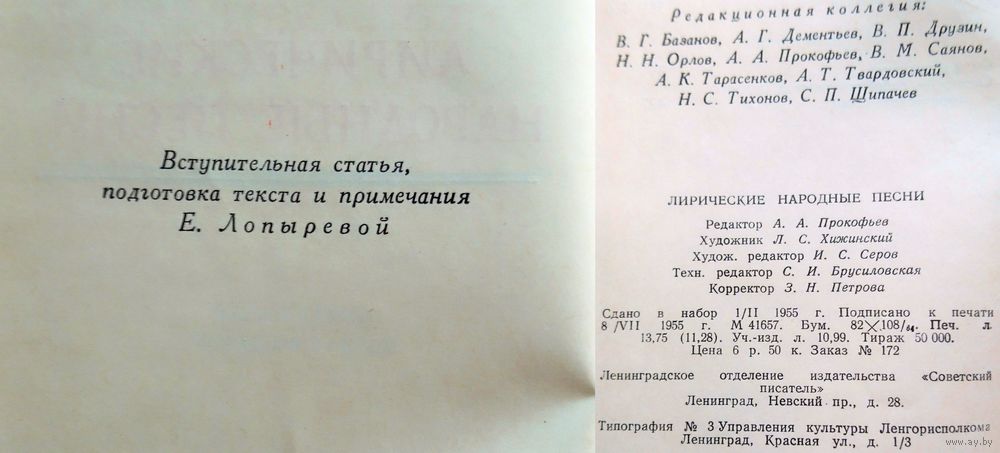 Вступительная статья,
подготовка текста и примечания
Е. Лопыревой
Редакционная коллегия:
В. Г. Базанов, А. Г. Дементьев, В. П. Друзин,
Н. Н. Орлов, А. А. Прокофьев, В. М. Саянов,
А. К. Тарасенков, А. Т. Твардовский,
Н. С. Тихонов, С. П. Щипачев
ЛИРИЧЕСКИЕ НАРОДНЫЕ ПЕСНИ
Редактор А. А. Прокофьев
Художник Л. С. Хижинский
Худож. редактор И. С. Серов
Техн. редактор С. И. Брусиловская
Корректор З. Н. Петрова
Сдано в набор 1/II 1955 г. Подписано к печати
8/VII 1955 г. М 41657. Бум. 82×108/64. Печ. л.
13,75 (11,28). Уч.-изд. л. 10,99. Тираж 50 000.
Цена 6 р. 50 к. Заказ № 172
Ленинградское отделение издательства «Советский
писатель»
Ленинград, Невский пр., д. 28.
Типография № 3 Управления культуры Ленгорисполкома
Ленинград, Красная ул., д. 1/3
www.ay.by